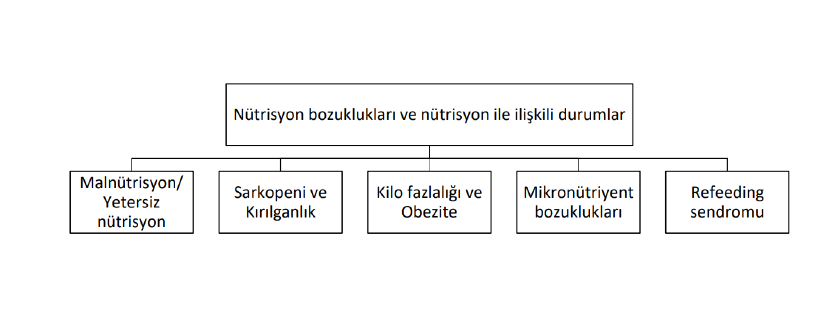 Nütrisyon bozuklukları ve nütrisyon ile ilişkili durumlar
Malnütrisyon/
Yetersiz
nütrisyon
Sarkopeni ve
Kırılganlık
Kilo fazlalığı ve
Obezite
Mikronütriyent
bozuklukları
Refeeding
sendromu